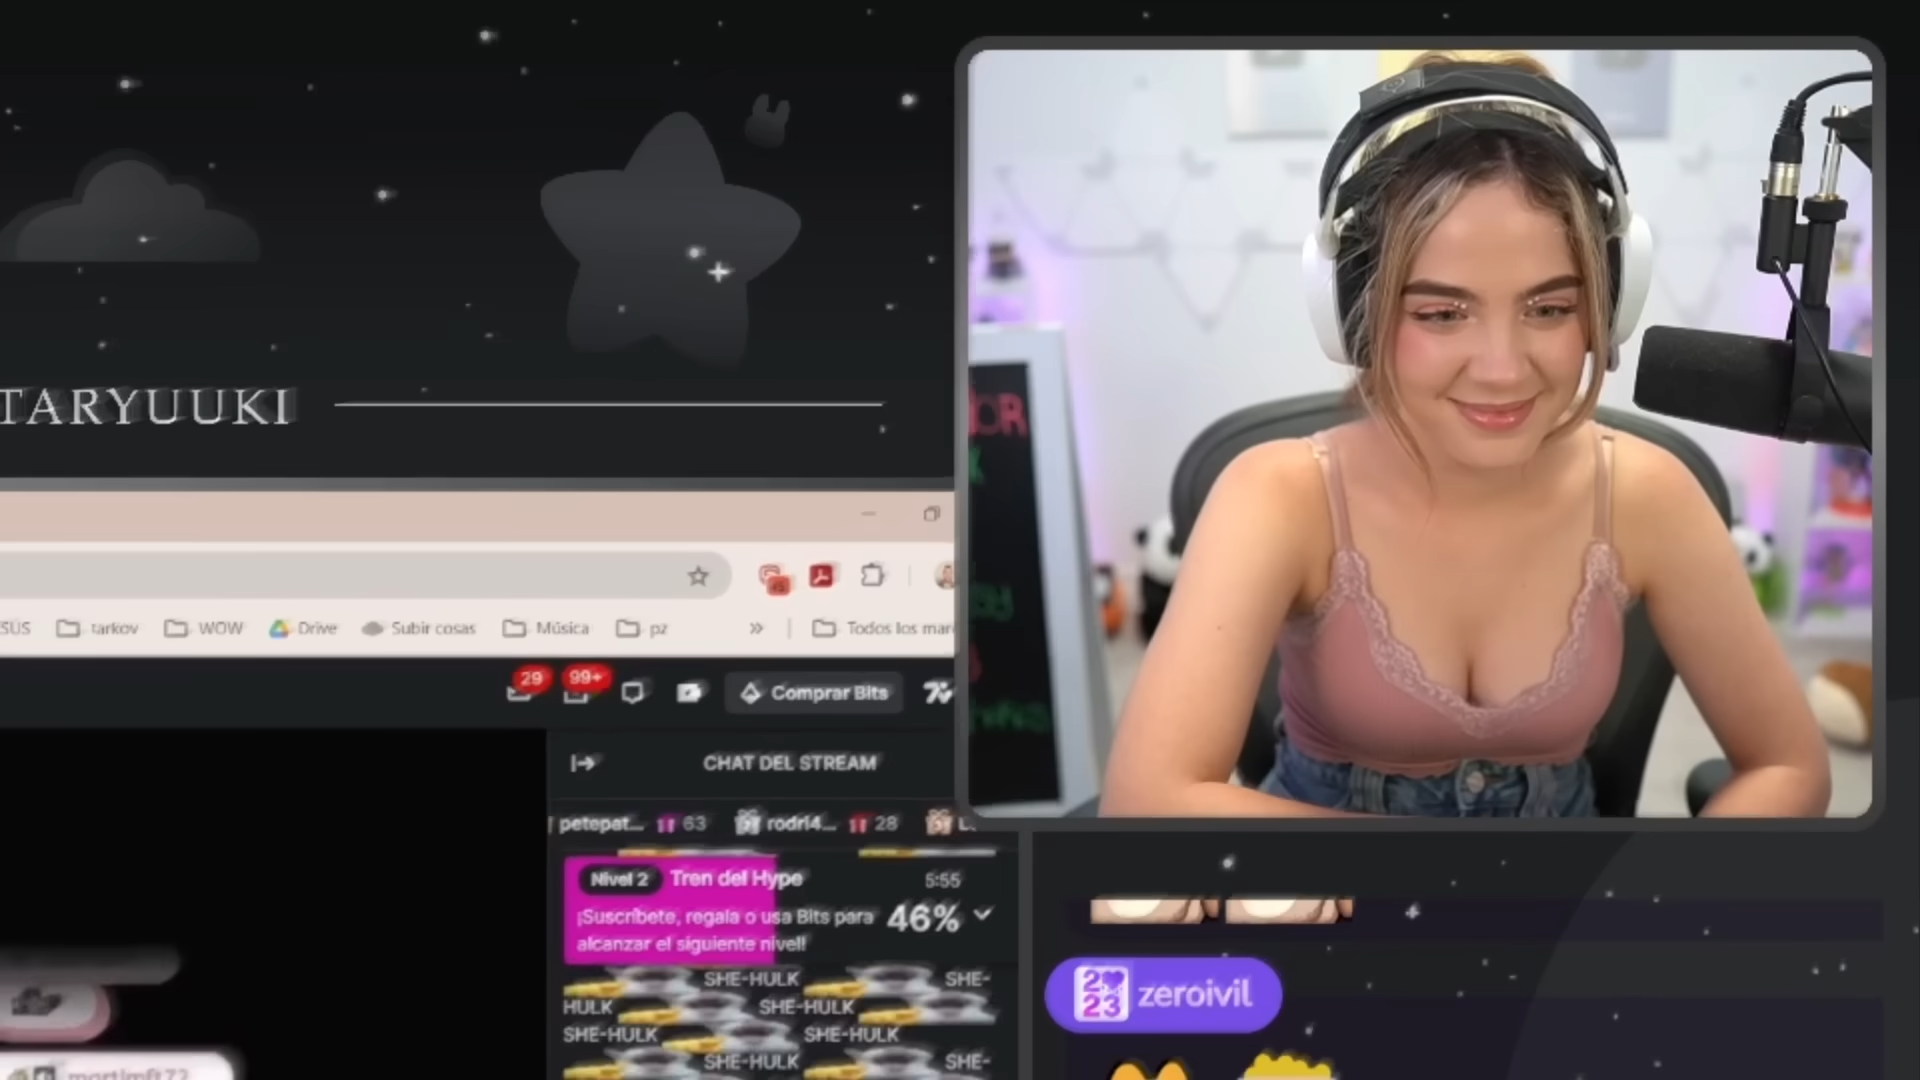 TARYUUKI
SUS
tarkov
WOW
Drive
Subir cosas
Música
pz
»
Todos los mar
29
99+
Comprar Bits
CHAT DEL STREAM
petepat... 63
rodri4... 28
Nivel 2
Tren del Hype
5:55
¡Suscríbete, regala o usa Bits para
alcanzar el siguiente nivel!
46%
SHE-HULK SHE-
HULK SHE-HULK
SHE-HULK SHE-HULK
SHE-HULK SHE-
2023
zeroivil